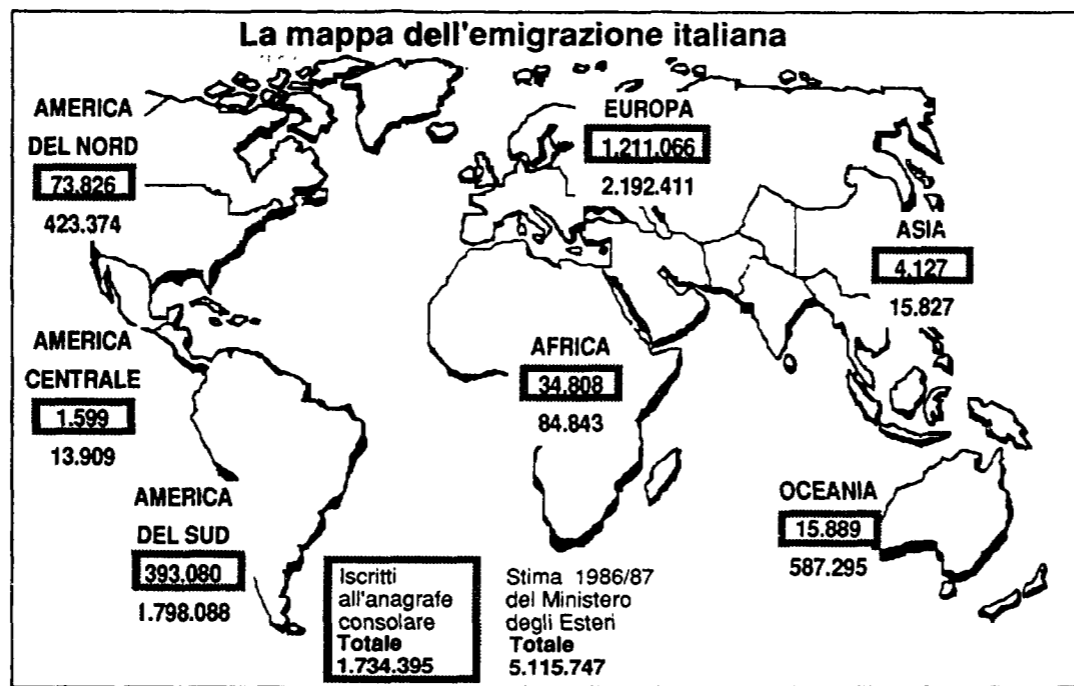 La mappa dell'emigrazione italiana
AMERICA
DEL NORD
73.826
423.374
EUROPA
1.211.066
2.192.411
ASIA
4.127
15.827
AMERICA
CENTRALE
1.599
13.909
AFRICA
34.808
84.843
AMERICA
DEL SUD
393.080
1.798.088
OCEANIA
15.889
587.295
Iscritti
all'anagrafe
consolare
Totale
1.734.395
Stima 1986/87
del Ministero
degli Esteri
Totale
5.115.747